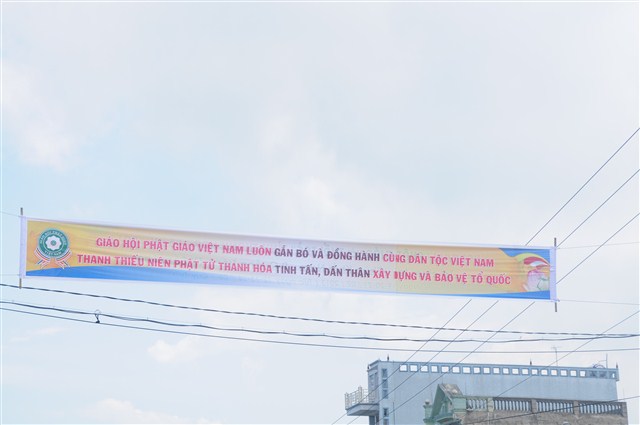 GIÁO HỘI PHẬT GIÁO VIỆT NAM LUÔN GẮN BÓ VÀ ĐỒNG HÀNH CÙNG DÂN TỘC VIỆT NAM
THANH THIẾU NIÊN PHẬT TỬ THANH HÓA TINH TẤN, DẤN THÂN XÂY DỰNG VÀ BẢO VỆ TỔ QUỐC